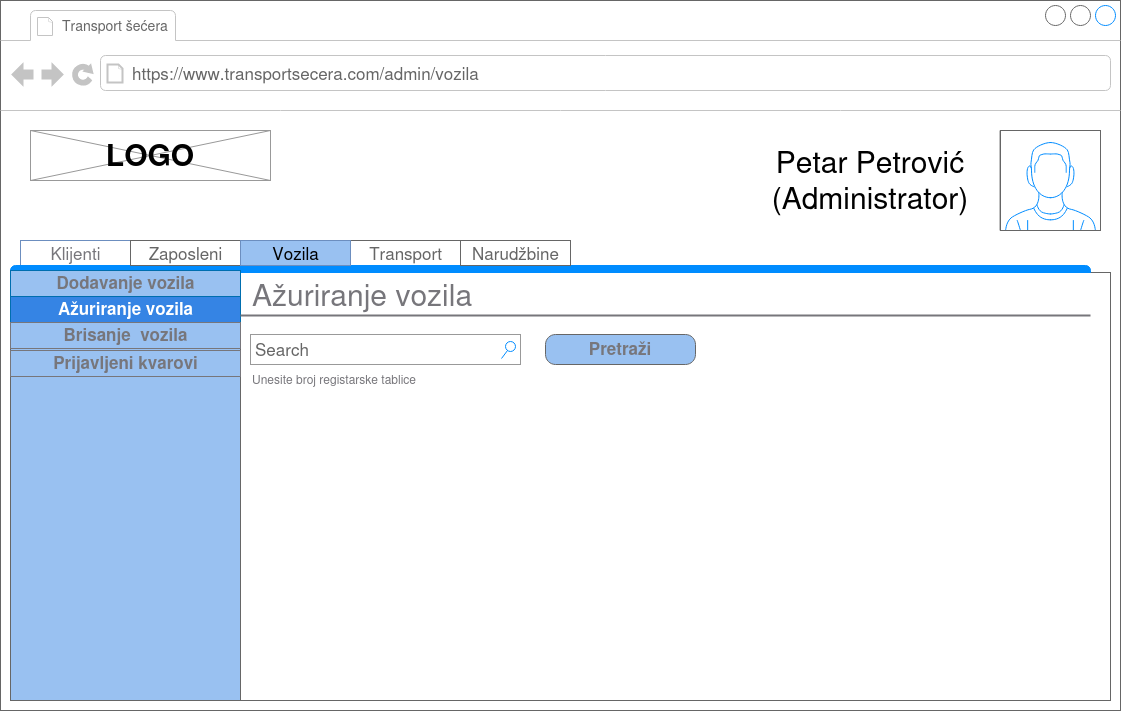 Transport šećera
https://www.transportsecera.com/admin/vozila
LOGO
Petar Petrović
(Administrator)
Klijenti
Zaposleni
Vozila
Transport
Narudžbine
Dodavanje vozila
Ažuriranje vozila
Brisanje  vozila
Prijavljeni kvarovi
Ažuriranje vozila
Search
Pretraži
Unesite broj registarske tablice